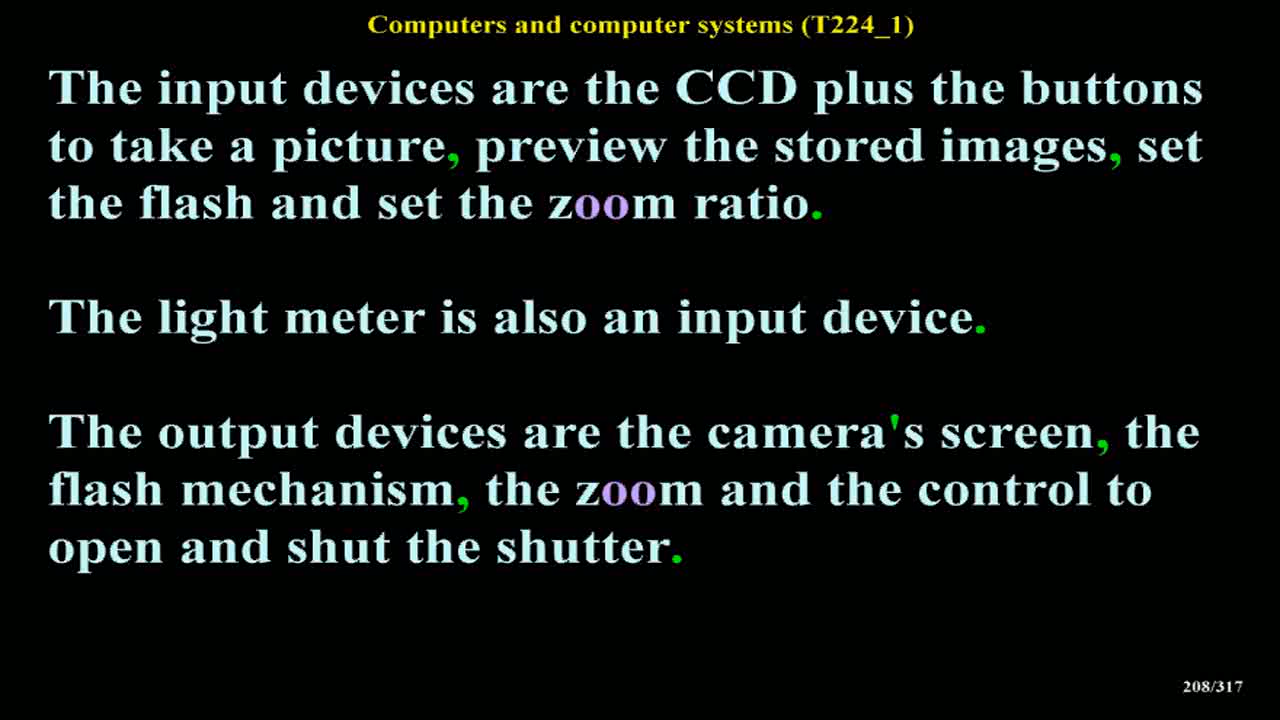 Computers and computer systems (T224_1)
The input devices are the CCD plus the buttons
to take a picture, preview the stored images, set
the flash and set the zoom ratio.
The light meter is also an input device.
The output devices are the camera's screen, the
flash mechanism, the zoom and the control to
open and shut the shutter.
208/317